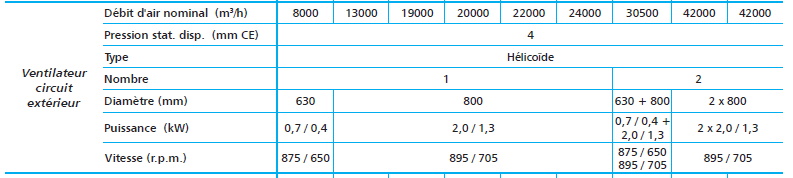 Débit d'air nominal (m³/h) 8000 13000 19000 20000 22000 24000 30500 42000 42000
Pression stat. disp. (mm CE) 4
Type Hélicoïde
Ventilateur circuit extérieur
Nombre 1 2
Diamètre (mm) 630 800 630 + 800 2 x 800
Puissance (kW) 0,7 / 0,4 2,0 / 1,3 0,7 / 0,4 + 2,0 / 1,3 2 x 2,0 / 1,3
Vitesse (r.p.m.) 875 / 650 895 / 705 875 / 650 895 / 705 895 / 705